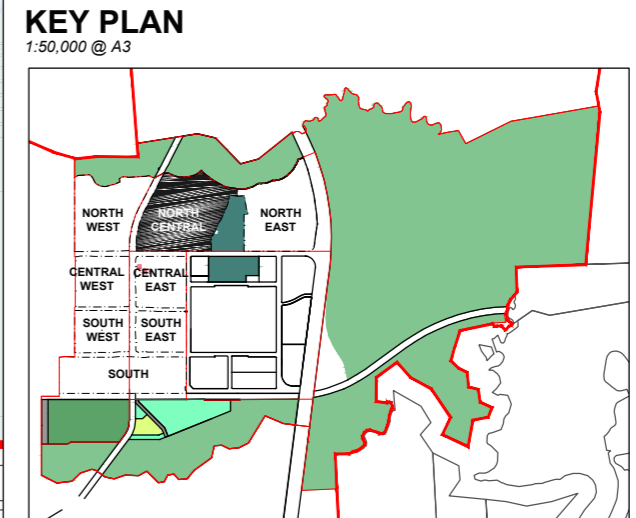 KEY PLAN
1:50,000 @ A3
NORTH
WEST
NORTH
CENTRAL
NORTH
EAST
CENTRAL
WEST
CENTRAL
EAST
SOUTH
WEST
SOUTH
EAST
SOUTH